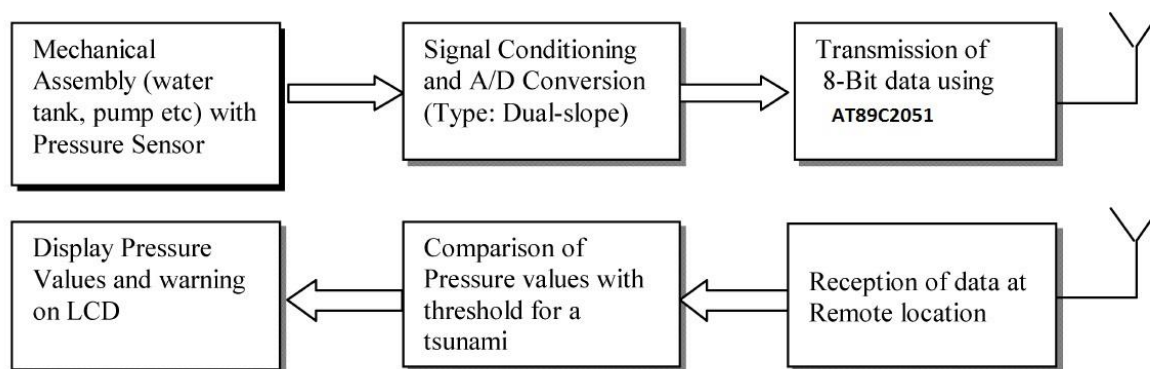 Mechanical
Assembly (water
tank, pump etc) with
Pressure Sensor
Signal Conditioning
and A/D Conversion
(Type: Dual-slope)
Transmission of
8-Bit data using
AT89C2051
Display Pressure
Values and warning
on LCD
Comparison of
Pressure values with
threshold for a
tsunami
Reception of data at
Remote location